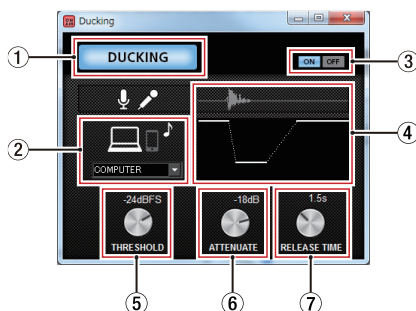 Ducking
① DUCKING
ON OFF ③
② COMPUTER
④
-24dBFS -18dB 1.5s
THRESHOLD ATTENUATE RELEASE TIME
⑤ ⑥ ⑦